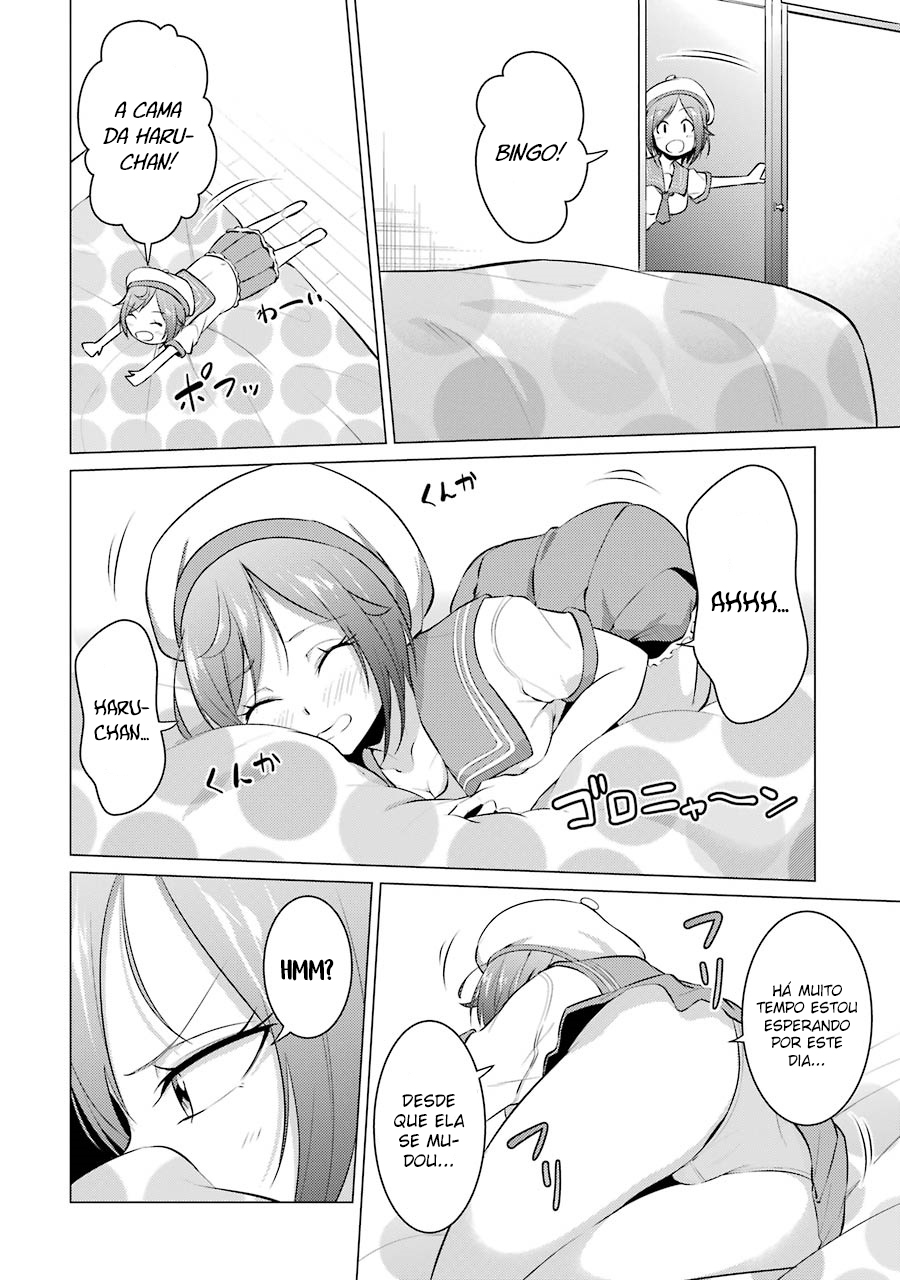 BINGO!
A CAMA
DA HARU-
CHAN!
わーい
ポフッ
くんか
AHHH...
HARU-
CHAN...
くんか
ゴロニャ〜ン
HÁ MUITO
TEMPO ESTOU
ESPERANDO
POR ESTE
DIA...
プリ
プリ
DESDE
QUE ELA
SE MU-
DOU...
HMM?